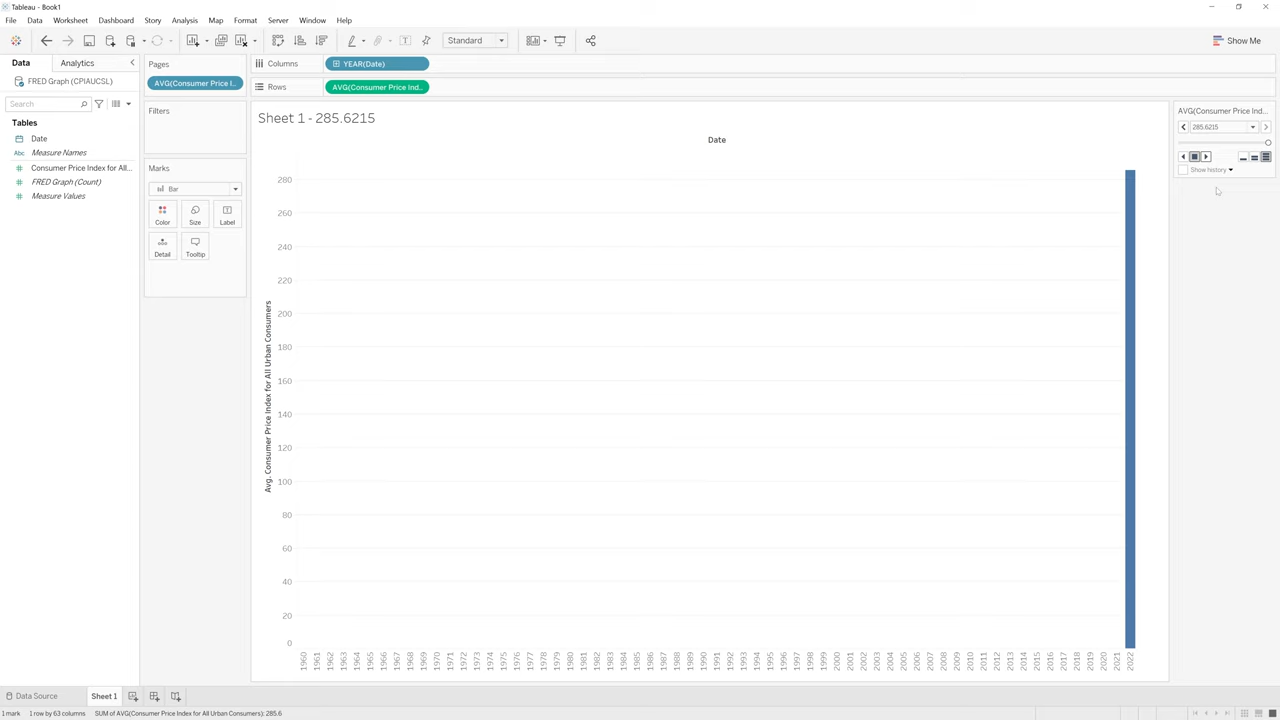 Tableau - Book1
File Data Worksheet Dashboard Story Analysis Map Format Server Window Help
Standard
Show Me
Data Analytics
FRED Graph (CPIAUCSL)
Search
Tables
Date
Abc Measure Names
Consumer Price Index for All...
FRED Graph (Count)
Measure Values
Pages
AVG(Consumer Price I..
Filters
Marks
Bar
Color Size Label
Detail Tooltip
Columns YEAR(Date)
Rows AVG(Consumer Price Ind..
Sheet 1 - 285.6215
Date
Avg. Consumer Price Index for All Urban Consumers
280
260
240
220
200
180
160
140
120
100
80
60
40
20
0
1960 1961 1962 1963 1964 1965 1966 1967 1968 1969 1970 1971 1972 1973 1974 1975 1976 1977 1978 1979 1980 1981 1982 1983 1984 1985 1986 1987 1988 1989 1990 1991 1992 1993 1994 1995 1996 1997 1998 1999 2000 2001 2002 2003 2004 2005 2006 2007 2008 2009 2010 2011 2012 2013 2014 2015 2016 2017 2018 2019 2020 2021 2022
AVG(Consumer Price Ind...
285.6215
Show history
Data Source Sheet 1
1 mark 1 row by 63 columns SUM of AVG(Consumer Price Index for All Urban Consumers): 285.6